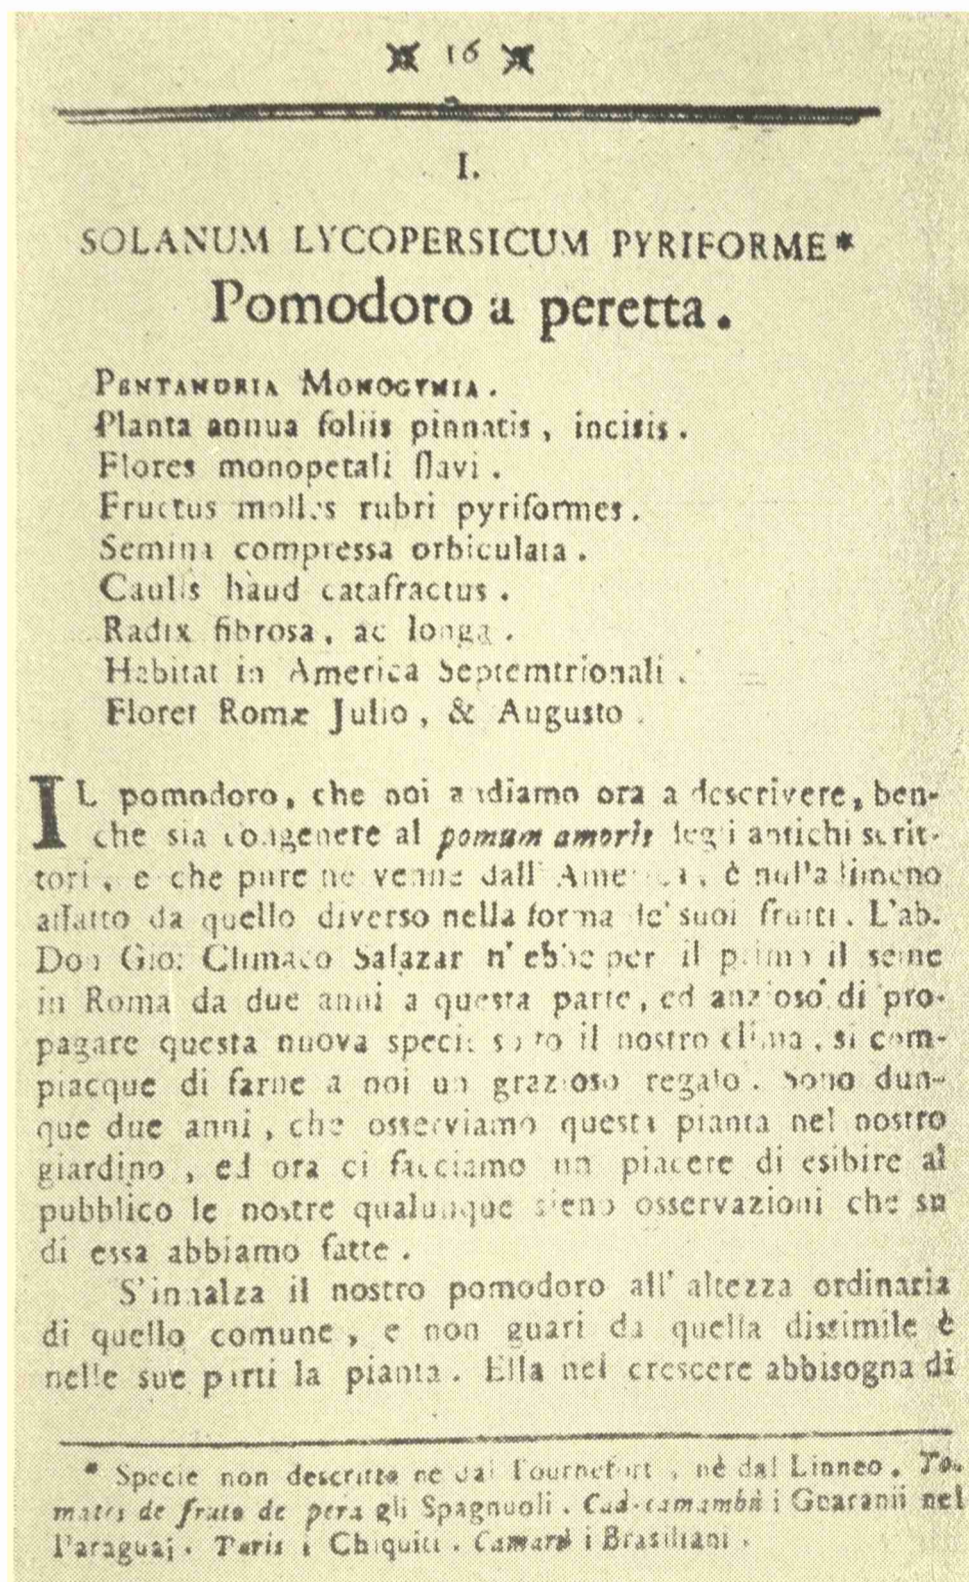 16
I.
SOLANUM LYCOPERSICUM PYRIFORME*
Pomodoro a peretta.
PENTANDRIA MONOGYNIA.
Planta annua foliis pinnatis, incisis.
Flores monopetali flavi.
Fructus molles rubri pyriformes.
Semina compressa orbiculata.
Caulis haud catafractus.
Radix fibrosa, ac longa.
Habitat in America Septemtrionali.
Floret Romæ Julio, & Augusto.
IL pomodoro, che noi andiamo ora a descrivere, ben-
che sia congenere al pomum amoris degli antichi scrit-
tori, e che pure ne venne dall' America, è nulladimeno
affatto da quello diverso nella forma de' suoi frutti. L'ab.
Don Gio: Climaco Salazar n' ebbe per il primo il seme
in Roma da due anni a questa parte, ed anzioso di pro-
pagare questa nuova specie sotto il nostro clima, si com-
piacque di farne a noi un grazioso regalo. Sono dun-
que due anni, che osserviamo questa pianta nel nostro
giardino, ed ora ci facciamo un piacere di esibire al
pubblico le nostre qualunque sieno osservazioni che su
di essa abbiamo fatte.
S'innalza il nostro pomodoro all' altezza ordinaria
di quello comune, e non guari da quella dissimile è
nelle sue parti la pianta. Ella nel crescere abbisogna di
* Specie non descritta ne dal Tournefort, nè dal Linneo. To-
mates de fruto de pera gli Spagnuoli. i Guaranii nel
Paraguai. i Chiquiti. i Brasiliani.